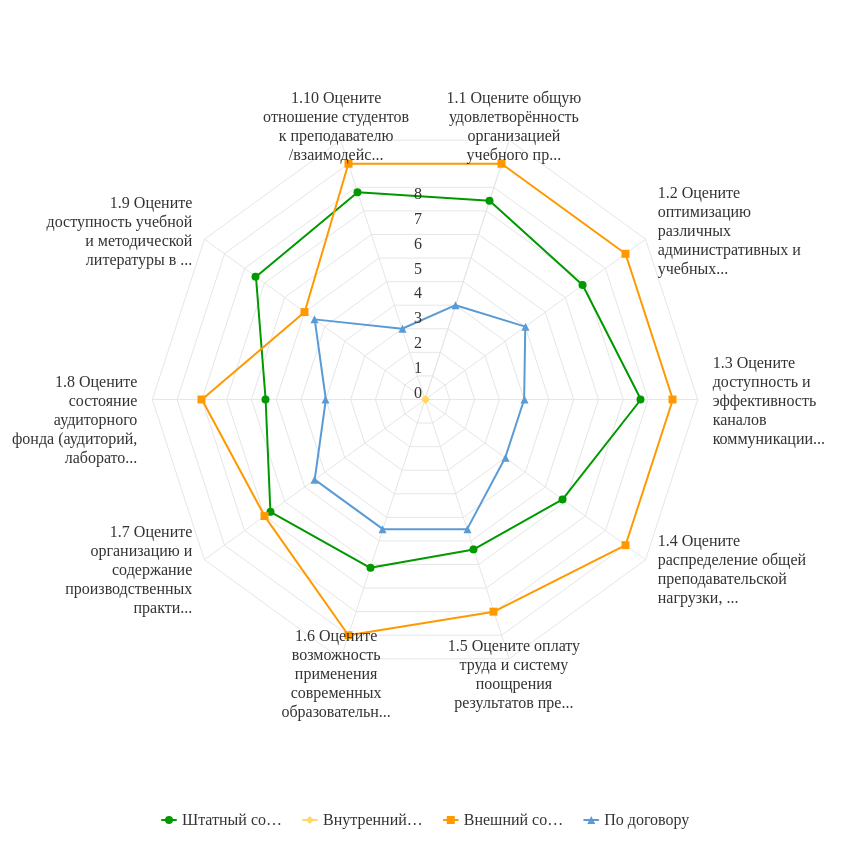 1.10 Оцените
отношение студентов
к преподавателю
/взаимодейс...
1.1 Оцените общую
удовлетворённость
организацией
учебного пр...
1.2 Оцените
оптимизацию
различных
административных и
учебных...
1.9 Оцените
доступность учебной
и методической
литературы в ...
8
7
6
5
4
3
2
1
0
1.3 Оцените
доступность и
эффективность
каналов
коммуникации...
1.8 Оцените
состояние
аудиторного
фонда (аудиторий,
лаборато...
1.7 Оцените
организацию и
содержание
производственных
практи...
1.4 Оцените
распределение общей
преподавательской
нагрузки, ...
1.6 Оцените
возможность
применения
современных
образовательн...
1.5 Оцените оплату
труда и систему
поощрения
результатов пре...
Штатный со… Внутренний… Внешний со… По договору